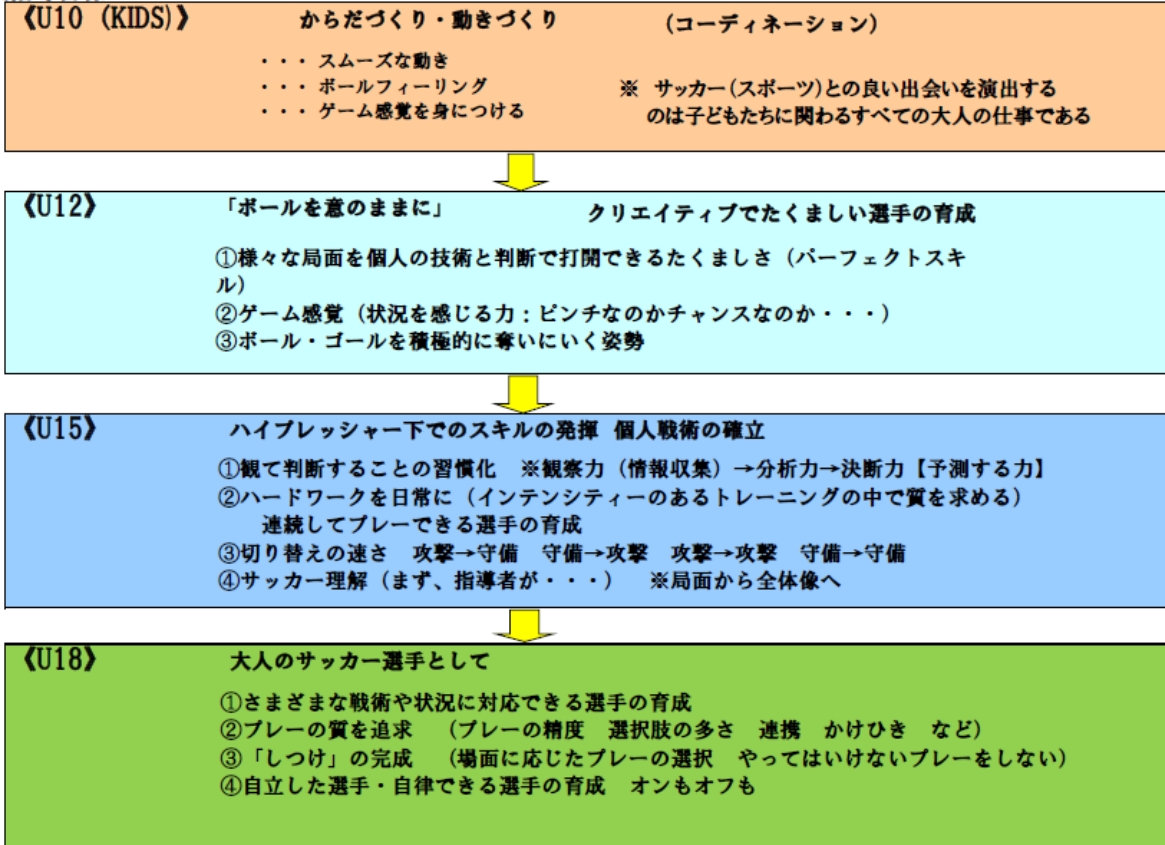 《U10 (KIDS)》 からだづくり・動きづくり (コーディネーション)
・・・ スムーズな動き
・・・ ボールフィーリング
・・・ ゲーム感覚を身につける
※ サッカー(スポーツ)との良い出会いを演出する
のは子どもたちに関わるすべての大人の仕事である
《U12》 「ボールを意のままに」 クリエイティブでたくましい選手の育成
①様々な局面を個人の技術と判断で打開できるたくましさ（パーフェクトスキ
ル）
②ゲーム感覚（状況を感じる力：ピンチなのかチャンスなのか・・・）
③ボール・ゴールを積極的に奪いにいく姿勢
《U15》 ハイプレッシャー下でのスキルの発揮 個人戦術の確立
①観て判断することの習慣化 ※観察力（情報収集）→分析力→決断力【予測する力】
②ハードワークを日常に（インテンシティーのあるトレーニングの中で質を求める）
連続してプレーできる選手の育成
③切り替えの速さ 攻撃→守備 守備→攻撃 攻撃→攻撃 守備→守備
④サッカー理解（まず、指導者が・・・） ※局面から全体像へ
《U18》 大人のサッカー選手として
①さまざまな戦術や状況に対応できる選手の育成
②プレーの質を追求 （プレーの精度 選択肢の多さ 連携 かけひき など）
③「しつけ」の完成 （場面に応じたプレーの選択 やってはいけないプレーをしない）
④自立した選手・自律できる選手の育成 オンもオフも